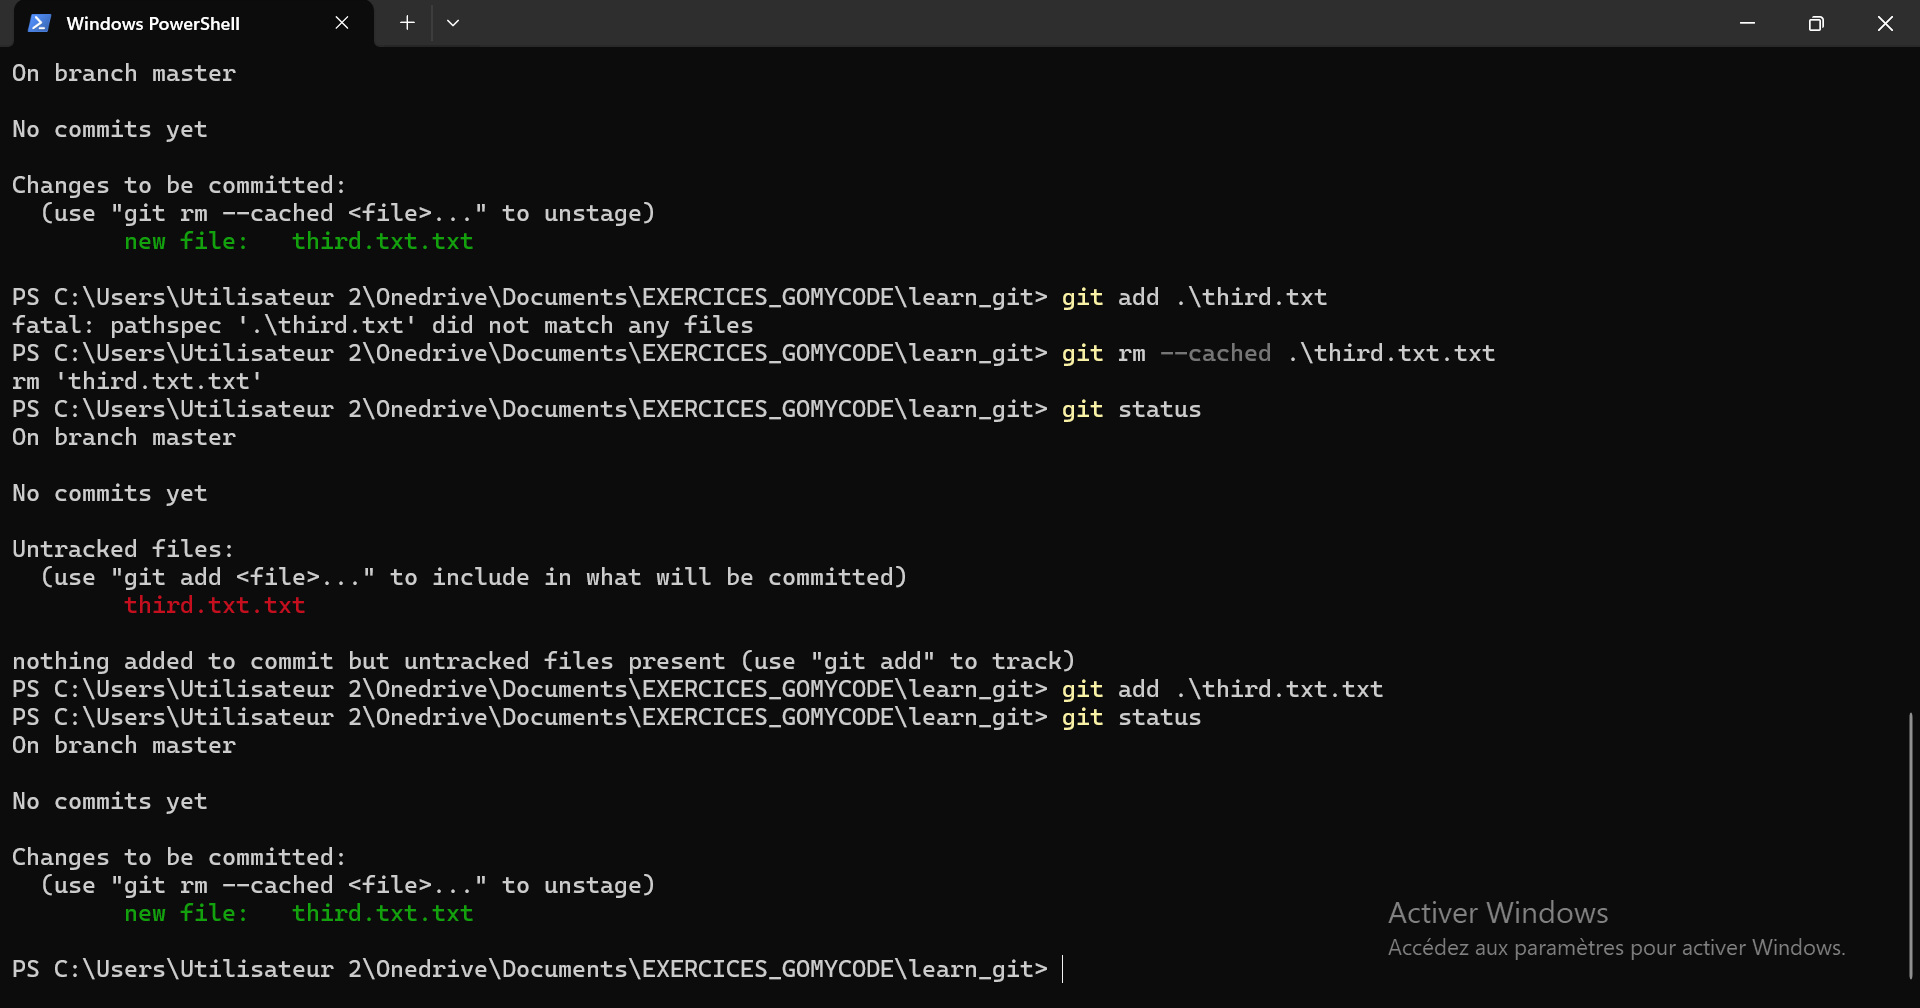 Windows PowerShell
On branch master
No commits yet
Changes to be committed:
(use "git rm --cached <file>..." to unstage)
new file: third.txt.txt
PS C:\Users\Utilisateur 2\Onedrive\Documents\EXERCICES_GOMYCODE\learn_git> git add .\third.txt
fatal: pathspec '.\third.txt' did not match any files
PS C:\Users\Utilisateur 2\Onedrive\Documents\EXERCICES_GOMYCODE\learn_git> git rm --cached .\third.txt.txt
rm 'third.txt.txt'
PS C:\Users\Utilisateur 2\Onedrive\Documents\EXERCICES_GOMYCODE\learn_git> git status
On branch master
No commits yet
Untracked files:
(use "git add <file>..." to include in what will be committed)
third.txt.txt
nothing added to commit but untracked files present (use "git add" to track)
PS C:\Users\Utilisateur 2\Onedrive\Documents\EXERCICES_GOMYCODE\learn_git> git add .\third.txt.txt
PS C:\Users\Utilisateur 2\Onedrive\Documents\EXERCICES_GOMYCODE\learn_git> git status
On branch master
No commits yet
Changes to be committed:
(use "git rm --cached <file>..." to unstage)
new file: third.txt.txt
PS C:\Users\Utilisateur 2\Onedrive\Documents\EXERCICES_GOMYCODE\learn_git>
Activer Windows
Accédez aux paramètres pour activer Windows.